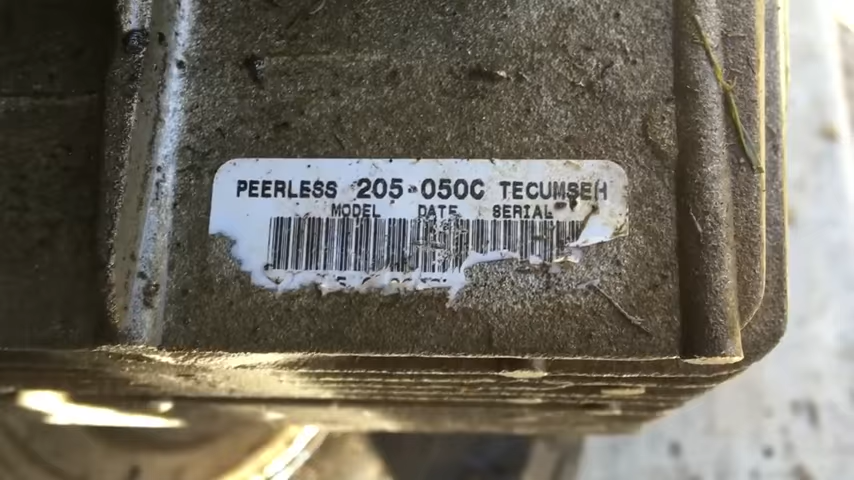 PEERLESS 205-050C TECUMSEH
MODEL DATE SERIAL